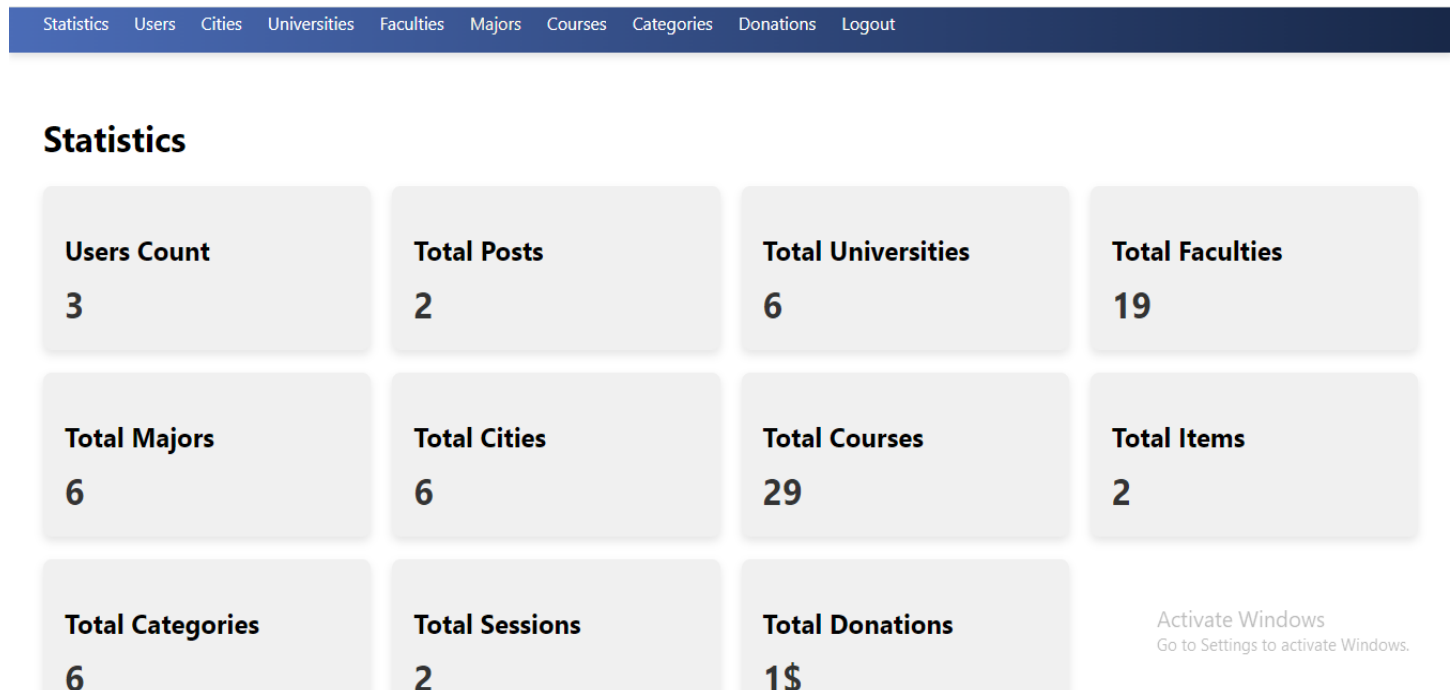 Statistics Users Cities Universities Faculties Majors Courses Categories Donations Logout
Statistics
Users Count Total Posts Total Universities Total Faculties
3 2 6 19
Total Majors Total Cities Total Courses Total Items
6 6 29 2
Total Categories Total Sessions Total Donations
6 2 1$
Activate Windows
Go to Settings to activate Windows.